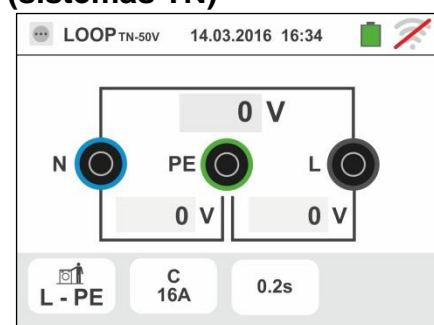 (sistemas TN)
LOOP TN-50V 14.03.2016 16:34
0 V
N PE L
0 V 0 V
L - PE C 16A 0.2s